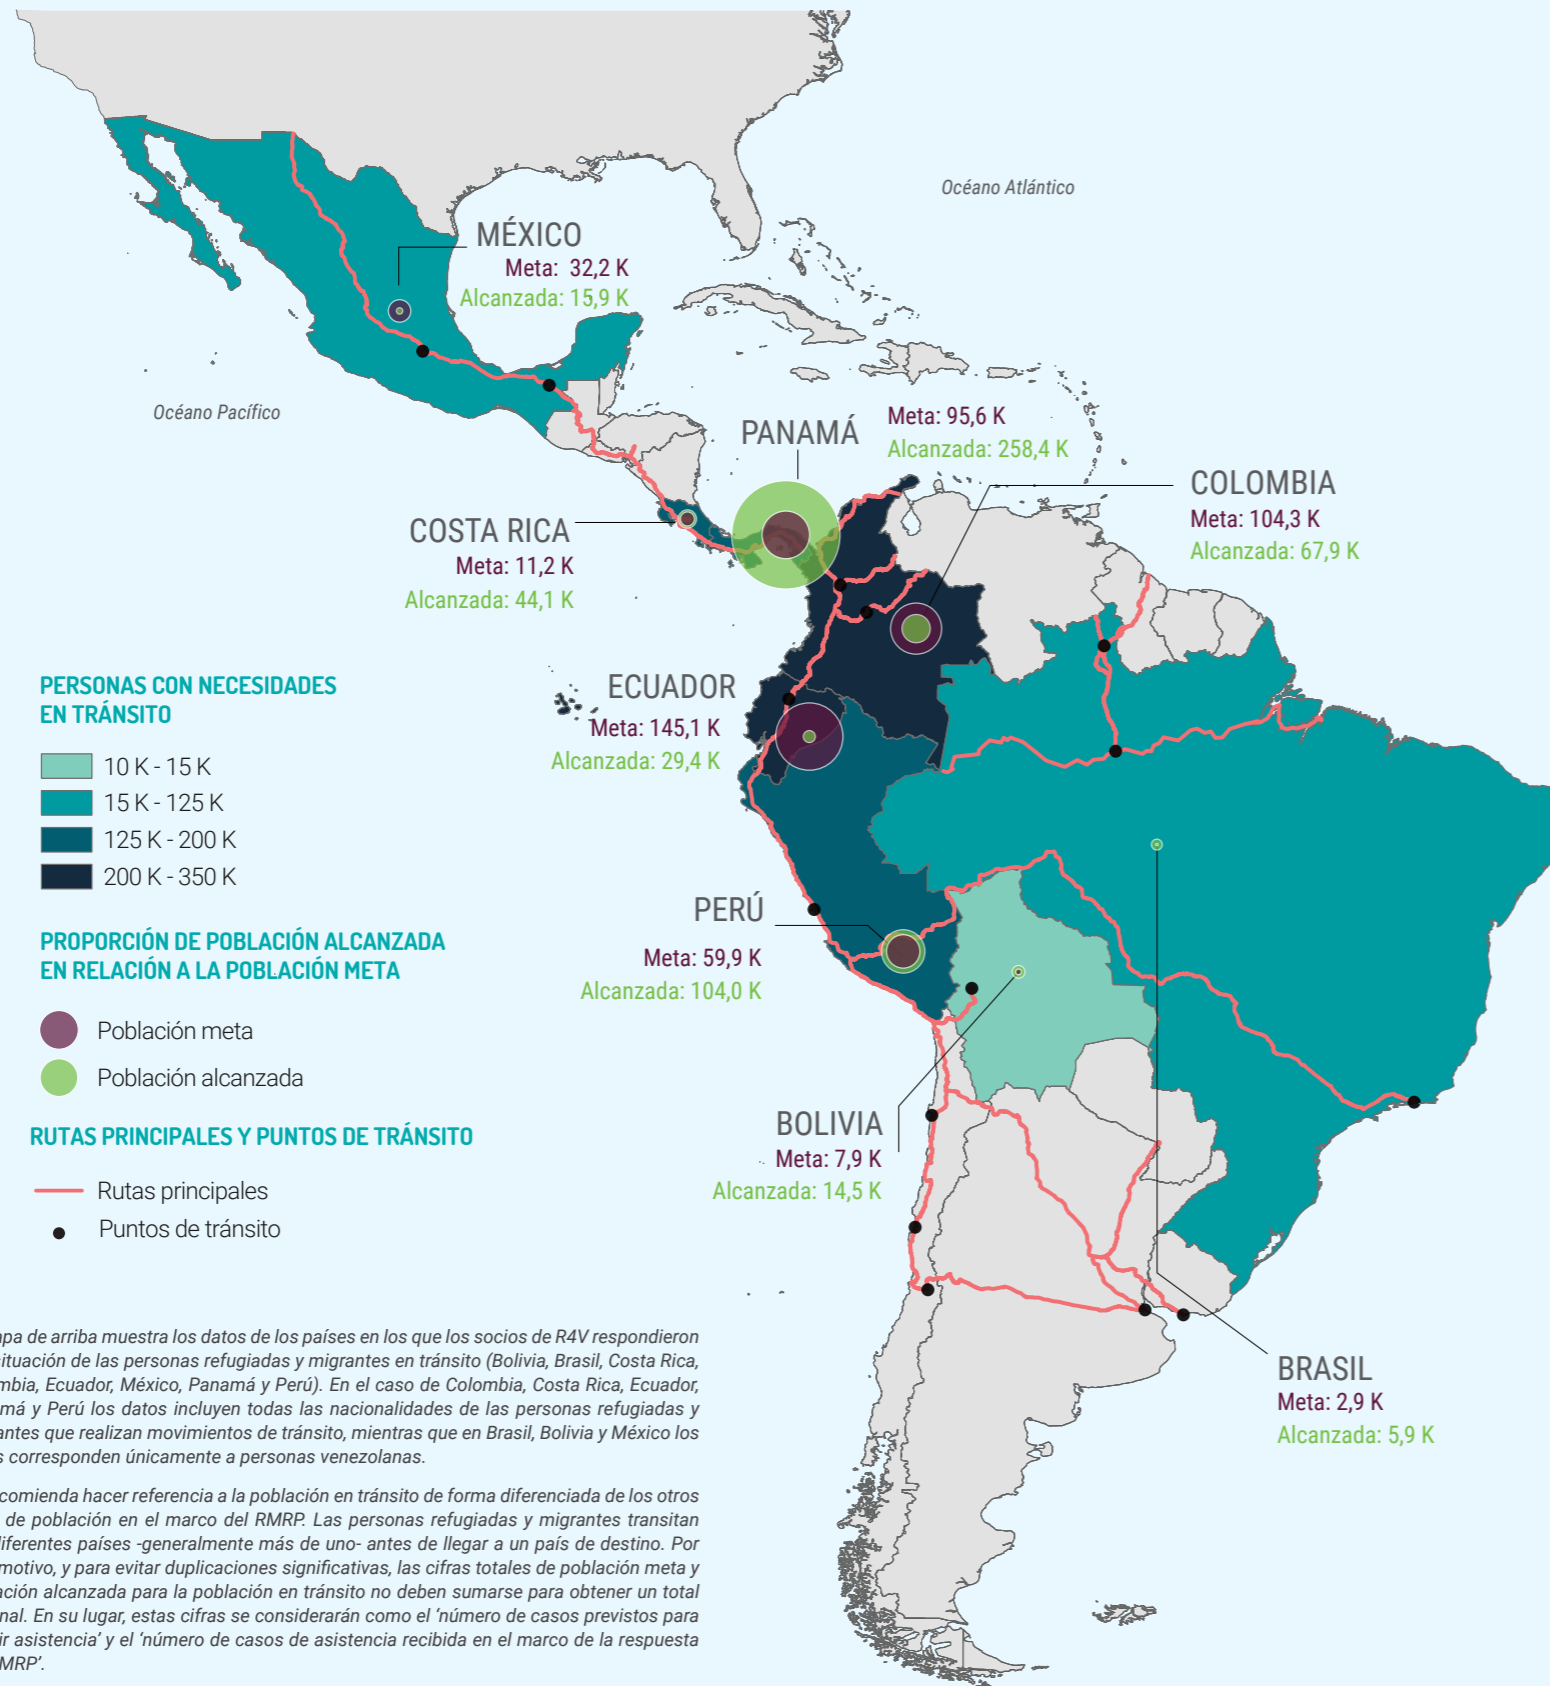 Océano Atlántico
MÉXICO
Meta: 32,2 K
Alcanzada: 15,9 K
Océano Pacífico
PANAMÁ
Meta: 95,6 K
Alcanzada: 258,4 K
COLOMBIA
Meta: 104,3 K
Alcanzada: 67,9 K
COSTA RICA
Meta: 11,2 K
Alcanzada: 44,1 K
ECUADOR
Meta: 145,1 K
Alcanzada: 29,4 K
PERSONAS CON NECESIDADES
EN TRÁNSITO
10 K - 15 K
15 K - 125 K
125 K - 200 K
200 K - 350 K
PERÚ
Meta: 59,9 K
Alcanzada: 104,0 K
PROPORCIÓN DE POBLACIÓN ALCANZADA
EN RELACIÓN A LA POBLACIÓN META
Población meta
Población alcanzada
BOLIVIA
Meta: 7,9 K
Alcanzada: 14,5 K
RUTAS PRINCIPALES Y PUNTOS DE TRÁNSITO
Rutas principales
Puntos de tránsito
BRASIL
Meta: 2,9 K
Alcanzada: 5,9 K
apa de arriba muestra los datos de los países en los que los socios de R4V respondieron
situación de las personas refugiadas y migrantes en tránsito (Bolivia, Brasil, Costa Rica,
mbia, Ecuador, México, Panamá y Perú). En el caso de Colombia, Costa Rica, Ecuador,
má y Perú los datos incluyen todas las nacionalidades de las personas refugiadas y
antes que realizan movimientos de tránsito, mientras que en Brasil, Bolivia y México los
s corresponden únicamente a personas venezolanas.
comienda hacer referencia a la población en tránsito de forma diferenciada de los otros
de población en el marco del RMRP. Las personas refugiadas y migrantes transitan
diferentes países -generalmente más de uno- antes de llegar a un país de destino. Por
motivo, y para evitar duplicaciones significativas, las cifras totales de población meta y
ación alcanzada para la población en tránsito no deben sumarse para obtener un total
nal. En su lugar, estas cifras se considerarán como el ‘número de casos previstos para
ir asistencia’ y el ‘número de casos de asistencia recibida en el marco de la respuesta
MRP’.